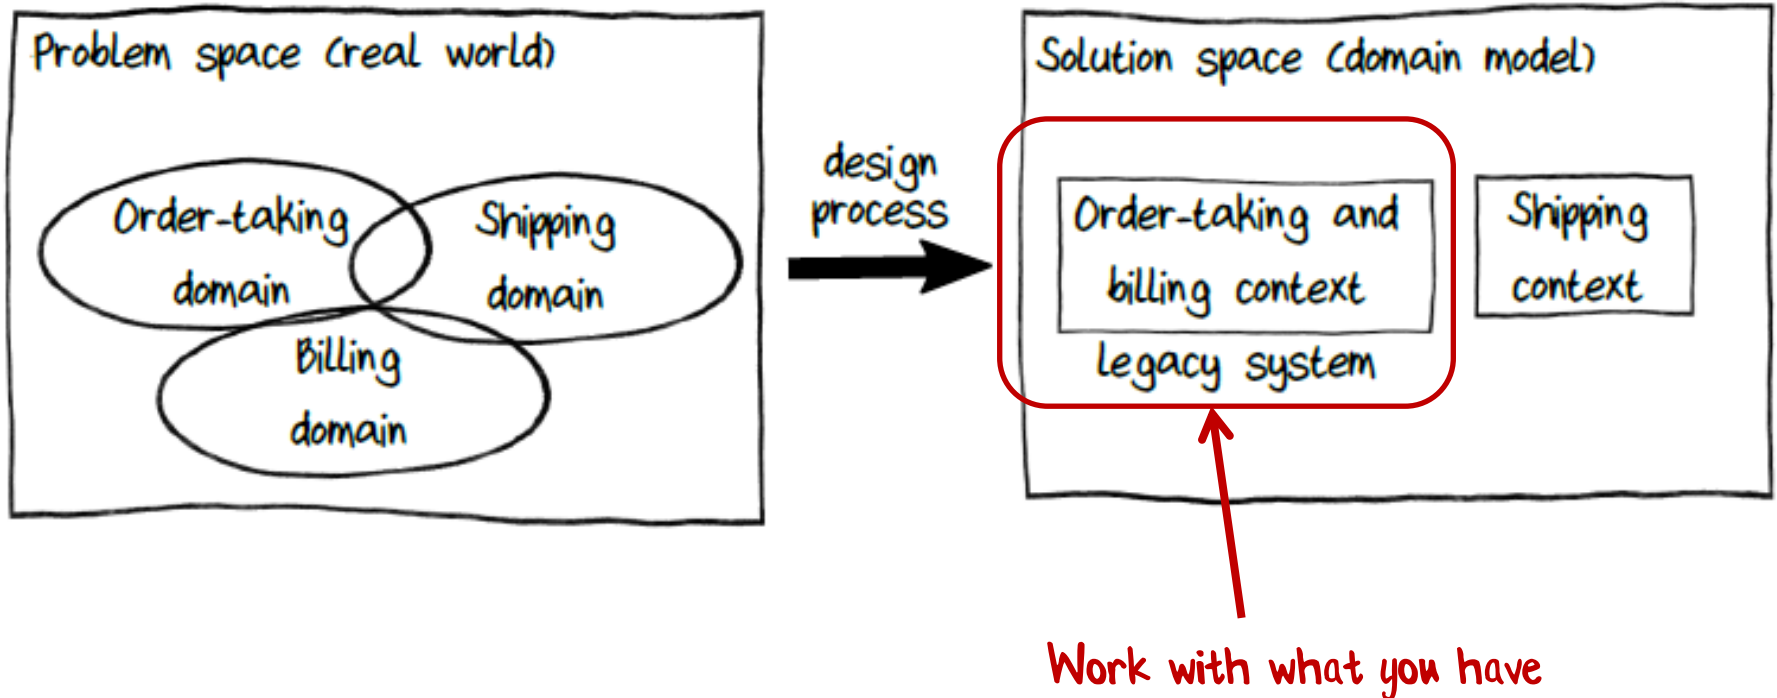 Problem space (real world)
Order-taking
domain
Shipping
domain
Billing
domain
design
process
Solution space (domain model)
Order-taking and
billing context
legacy system
Shipping
context
Work with what you have